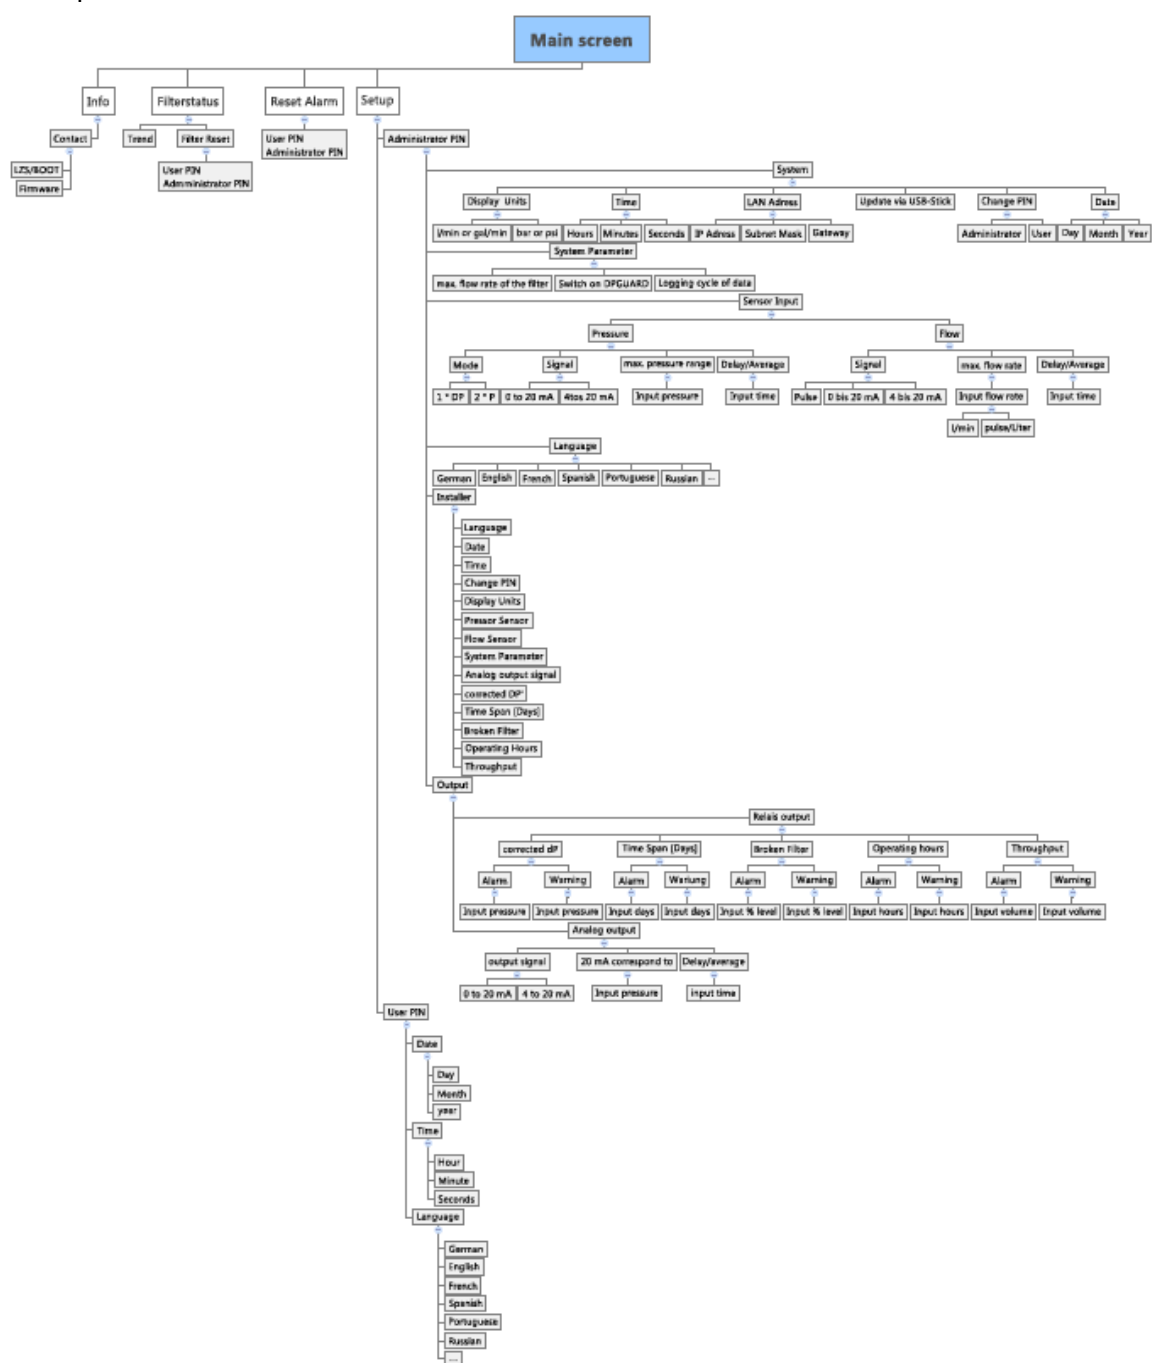 Main screen
Info
Filterstatus
Reset Alarm
Setup
Contact
Trend
Filter Reset
User PIN
Administrator PIN
Administrator PIN
LZS/BOOT
Firmware
User PIN
Admministrator PIN
System
Display Units
Time
LAN Adress
Update via USB-Stick
Change PIN
Date
l/min or gal/min
bar or psi
Hours
Minutes
Seconds
IP Adress
Subnet Mask
Gateway
Administrator
User
Day
Month
Year
System Parameter
max. flow rate of the filter
Switch on DPGUARD
Logging cycle of data
Sensor Input
Pressure
Flow
Mode
Signal
max. pressure range
Delay/Average
Signal
max. flow rate
Delay/Average
1 * DP
2 * P
0 to 20 mA
4tos 20 mA
Input pressure
Input time
Pulse
0 bis 20 mA
4 bis 20 mA
Input flow rate
Input time
l/min
pulse/Liter
Language
German
English
French
Spanish
Portuguese
Russian
...
Installer
Language
Date
Time
Change PIN
Display Units
Pressor Sensor
Flow Sensor
System Parameter
Analog output signal
corrected DP'
Time Span (Days)
Broken Filter
Operating Hours
Throughput
Output
Relais output
corrected dP
Time Span (Days)
Broken Filter
Operating hours
Throughput
Alarm
Warning
Alarm
Wariung
Alarm
Warning
Alarm
Warning
Alarm
Warning
Input pressure
Input pressure
Input days
Input days
Input % level
Input % level
Input hours
Input hours
Input volume
Input volume
Analog output
output signal
20 mA correspond to
Delay/average
0 to 20 mA
4 to 20 mA
Input pressure
input time
User PIN
Date
Day
Month
year
Time
Hour
Minute
Seconds
Language
German
English
French
Spanish
Portuguese
Russian
...